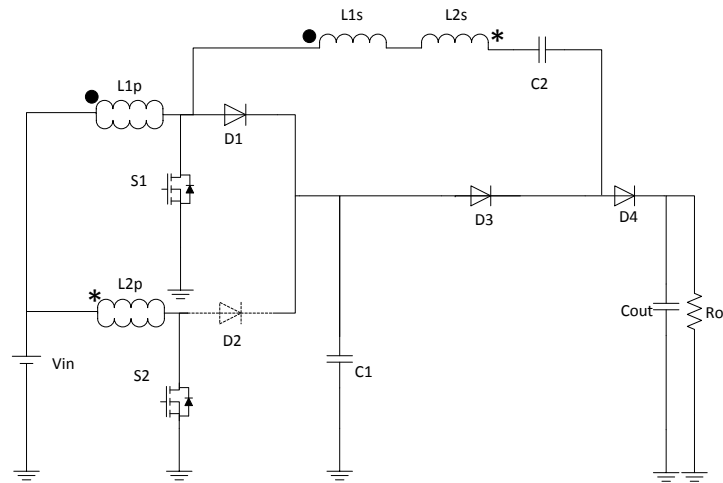 L1s
L2s
*
C2
L1p
D1
S1
D3
D4
*
L2p
D2
Cout
Ro
Vin
C1
S2